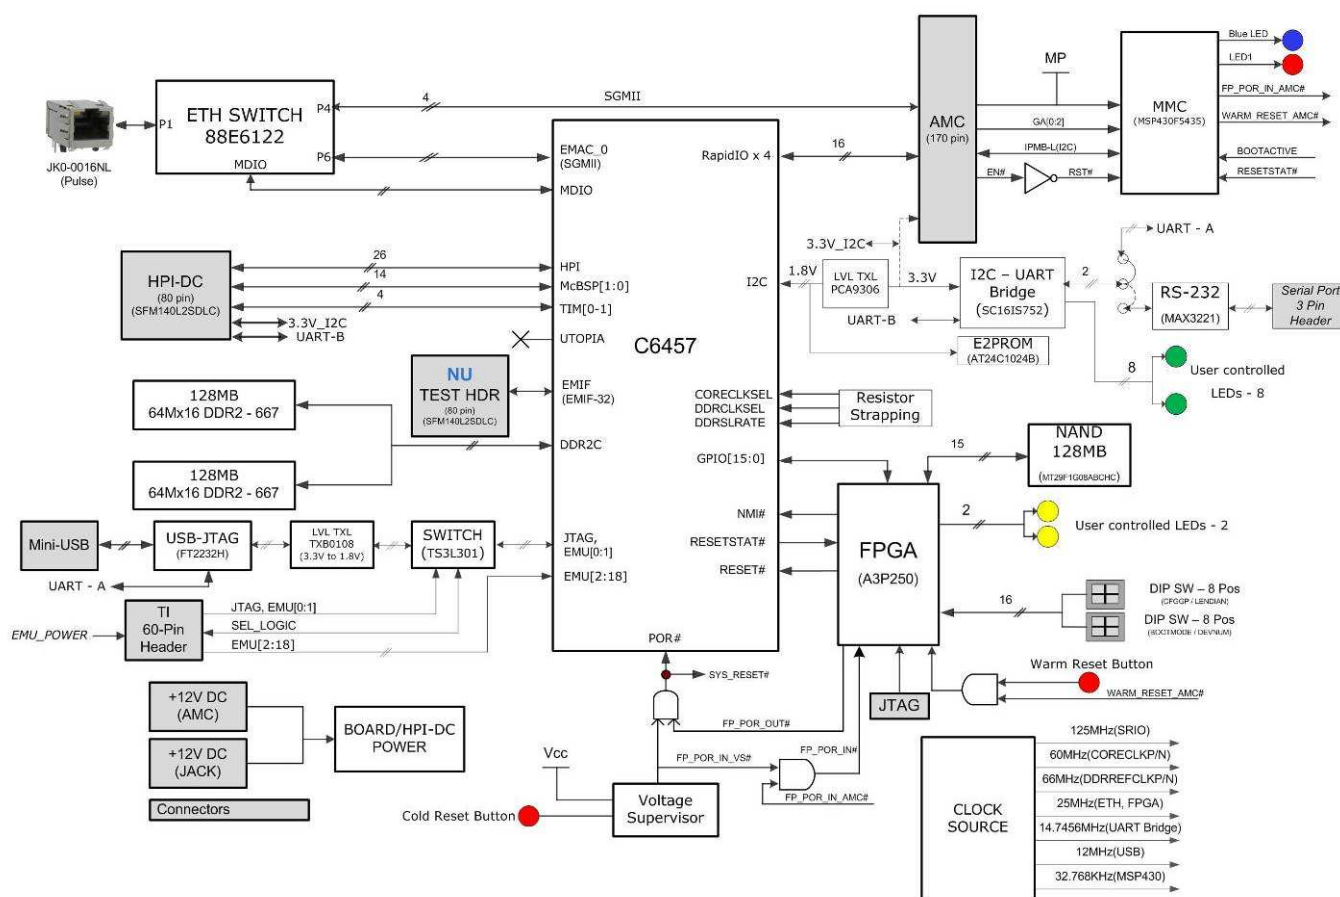 Blue LED
LED1
FP_POR_IN_AMC#
WARM_RESET_AMC#
BOOTACTIVE
RESETSTAT#
MMC
(MSP430F5435)
MP
GA[0:2]
IPMB-L(I2C)
EN#
RST#
AMC
(170 pin)
4
SGMII
ETH SWITCH
88E6122
P1
P4
P6
MDIO
JK0-0016NL
(Pulse)
EMAC_0
(SGMII)
MDIO
RapidIO x 4
16
HPI-DC
(80 pin)
(SFM140L2SDLC)
26
14
4
3.3V_I2C
UART-B
HPI
McBSP[1:0]
TIM[0-1]
UTOPIA
C6457
I2C
1.8V
3.3V_I2C
LVL TXL
PCA9306
3.3V
UART-B
I2C – UART
Bridge
(SC16IS752)
2
UART - A
RS-232
(MAX3221)
Serial Port
3 Pin
Header
E2PROM
(AT24C1024B)
8
User controlled
LEDs - 8
NU
TEST HDR
(80 pin)
(SFM140L2SDLC)
EMIF
(EMIF-32)
128MB
64Mx16 DDR2 - 667
128MB
64Mx16 DDR2 - 667
DDR2C
CORECLKSEL
DDRCLKSEL
DDRSLRATE
Resistor
Strapping
GPIO[15:0]
15
NAND
128MB
(MT29F1G08ABCHC)
NMI#
RESETSTAT#
RESET#
FPGA
(A3P250)
2
User controlled LEDs - 2
16
DIP SW – 8 Pos
(CFGGP / LENDIAN)
DIP SW – 8 Pos
(BOOTMODE / DEVNUM)
Mini-USB
USB-JTAG
(FT2232H)
LVL TXL
TXB0108
(3.3V to 1.8V)
SWITCH
(TS3L301)
JTAG,
EMU[0:1]
EMU[2:18]
UART - A
EMU_POWER
TI
60-Pin
Header
JTAG, EMU[0:1]
SEL_LOGIC
EMU[2:18]
POR#
SYS_RESET#
Warm Reset Button
WARM_RESET_AMC#
JTAG
FP_POR_OUT#
FP_POR_IN#
FP_POR_IN_VS#
FP_POR_IN_AMC#
+12V DC
(AMC)
+12V DC
(JACK)
BOARD/HPI-DC
POWER
Connectors
Vcc
Cold Reset Button
Voltage
Supervisor
CLOCK
SOURCE
125MHz(SRIO)
60MHz(CORECLKP/N)
66MHz(DDRREFCLKP/N)
25MHz(ETH, FPGA)
14.7456MHz(UART Bridge)
12MHz(USB)
32.768KHz(MSP430)